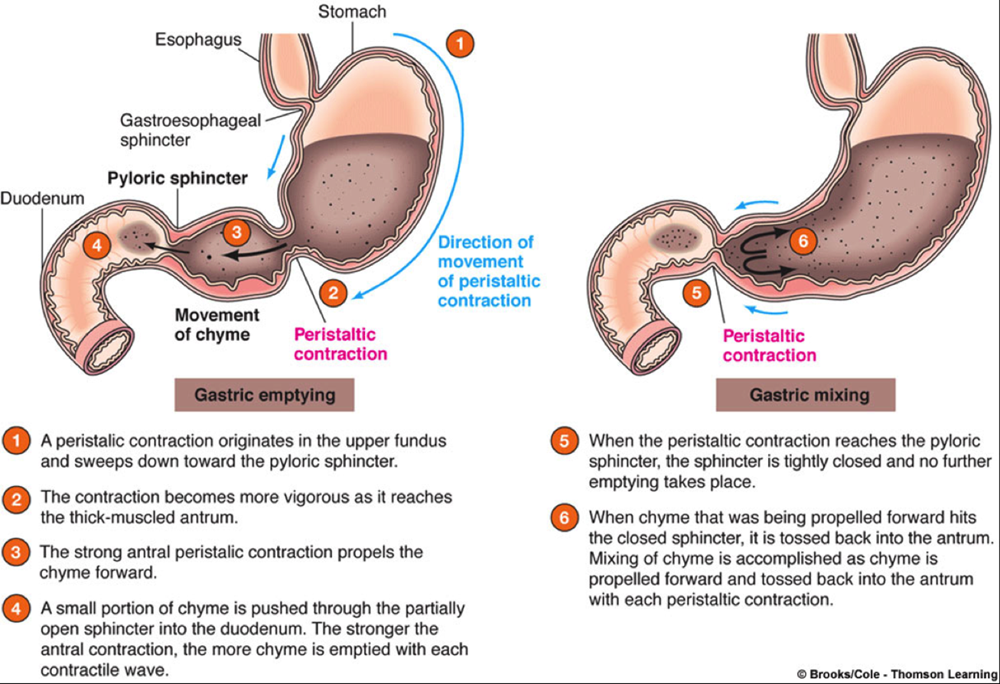 Stomach
Esophagus
1
Gastroesophageal
sphincter
Pyloric sphincter
Duodenum
3
4
Direction of
movement
of peristaltic
contraction
2
Movement
of chyme
Peristaltic
contraction
Gastric emptying
6
5
Peristaltic
contraction
Gastric mixing
1 A peristalic contraction originates in the upper fundus
and sweeps down toward the pyloric sphincter.
2 The contraction becomes more vigorous as it reaches
the thick-muscled antrum.
3 The strong antral peristalic contraction propels the
chyme forward.
4 A small portion of chyme is pushed through the partially
open sphincter into the duodenum. The stronger the
antral contraction, the more chyme is emptied with each
contractile wave.
5 When the peristaltic contraction reaches the pyloric
sphincter, the sphincter is tightly closed and no further
emptying takes place.
6 When chyme that was being propelled forward hits
the closed sphincter, it is tossed back into the antrum.
Mixing of chyme is accomplished as chyme is
propelled forward and tossed back into the antrum
with each peristaltic contraction.
© Brooks/Cole - Thomson Learning